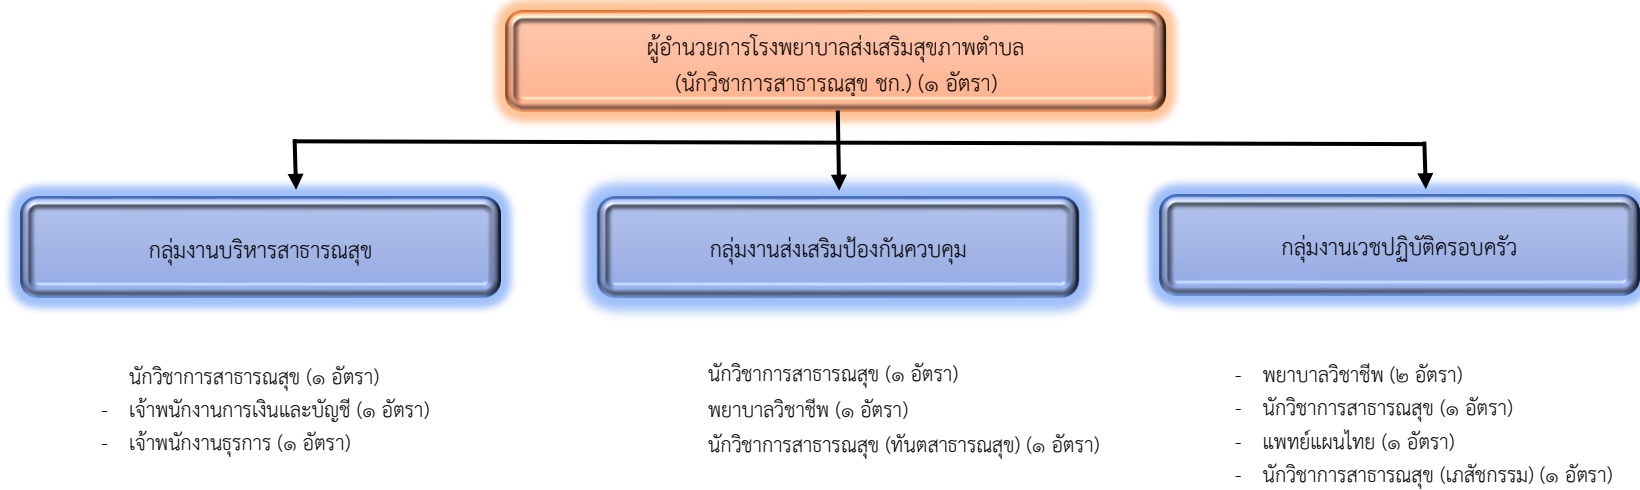 ผู้อำนวยการโรงพยาบาลส่งเสริมสุขภาพตำบล
(นักวิชาการสาธารณสุข ชก.) (๑ อัตรา)
กลุ่มงานบริหารสาธารณสุข
กลุ่มงานส่งเสริมป้องกันควบคุม
กลุ่มงานเวชปฏิบัติครอบครัว
นักวิชาการสาธารณสุข (๑ อัตรา)
- เจ้าพนักงานการเงินและบัญชี (๑ อัตรา)
- เจ้าพนักงานธุรการ (๑ อัตรา)
นักวิชาการสาธารณสุข (๑ อัตรา)
พยาบาลวิชาชีพ (๑ อัตรา)
นักวิชาการสาธารณสุข (ทันตสาธารณสุข) (๑ อัตรา)
- พยาบาลวิชาชีพ (๒ อัตรา)
- นักวิชาการสาธารณสุข (๑ อัตรา)
- แพทย์แผนไทย (๑ อัตรา)
- นักวิชาการสาธารณสุข (เภสัชกรรม) (๑ อัตรา)